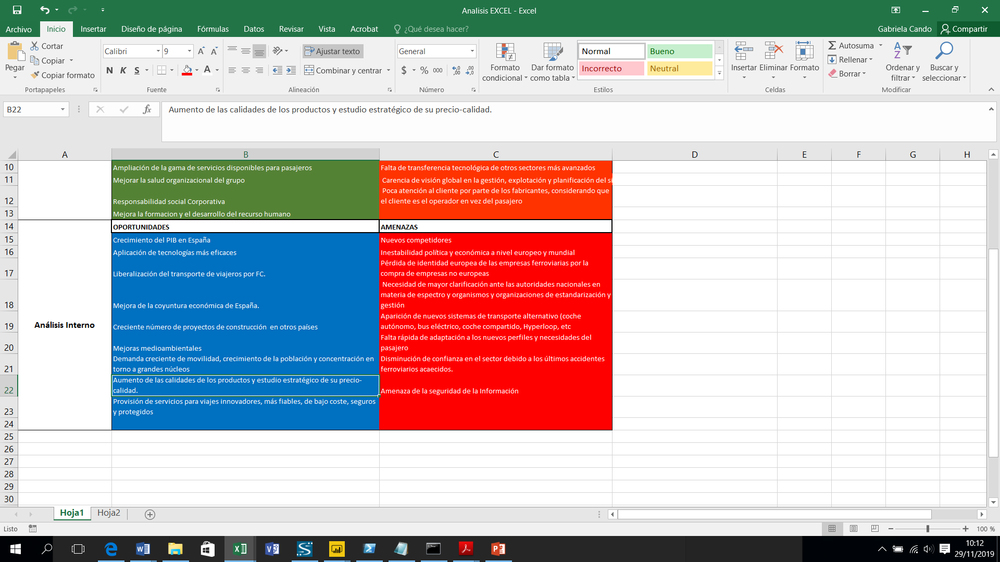 Analisis EXCEL - Excel
Archivo Inicio Insertar Diseño de página Fórmulas Datos Revisar Vista Acrobat ¿Qué desea hacer? Gabriela Cando Compartir
Pegar Cortar Copiar Copiar formato
Portapapeles
Calibri 9
N K S A
Fuente
Ajustar texto
Combinar y centrar
Alineación
General
$ % 000
Número
Formato condicional
Dar formato como tabla
Normal Bueno
Incorrecto Neutral
Estilos
Insertar Eliminar Formato
Celdas
Autosuma
Rellenar
Borrar
Ordenar y filtrar
Buscar y seleccionar
Modificar
B22 fx Aumento de las calidades de los productos y estudio estratégico de su precio-calidad.
A B C D E F G H
10 Ampliación de la gama de servicios disponibles para pasajeros Falta de transferencia tecnológica de otros sectores más avanzados
11 Mejorar la salud organizacional del grupo Carencia de visión global en la gestión, explotación y planificación del si
12 Responsabilidad social Corporativa Poca atención al cliente por parte de los fabricantes, considerando que
el cliente es el operador en vez del pasajero
13 Mejora la formacion y el desarrollo del recurso humano
14 OPORTUNIDADES AMENAZAS
Análisis Interno
15 Crecimiento del PIB en España Nuevos competidores
16 Aplicación de tecnologías más eficaces Inestabilidad política y económica a nivel europeo y mundial
17 Liberalización del transporte de viajeros por FC. Pérdida de identidad europea de las empresas ferroviarias por la
compra de empresas no europeas
18 Mejora de la coyuntura económica de España. Necesidad de mayor clarificación ante las autoridades nacionales en
materia de espectro y organismos y organizaciones de estandarización y
gestión
19 Creciente número de proyectos de construcción en otros países Aparición de nuevos sistemas de transporte alternativo (coche
autónomo, bus eléctrico, coche compartido, Hyperloop, etc
20 Mejoras medioambientales Falta rápida de adaptación a los nuevos perfiles y necesidades del
pasajero
21 Demanda creciente de movilidad, crecimiento de la población y concentración en
torno a grandes núcleos Disminución de confianza en el sector debido a los últimos accidentes
ferroviarios acaecidos.
22 Aumento de las calidades de los productos y estudio estratégico de su precio-
calidad. Amenaza de la seguridad de la Información
23 Provisión de servicios para viajes innovadores, más fiables, de bajo coste, seguros
y protegidos
24
25
26
27
28
29
30
Hoja1 Hoja2
Listo 100 %
10:12
29/11/2019